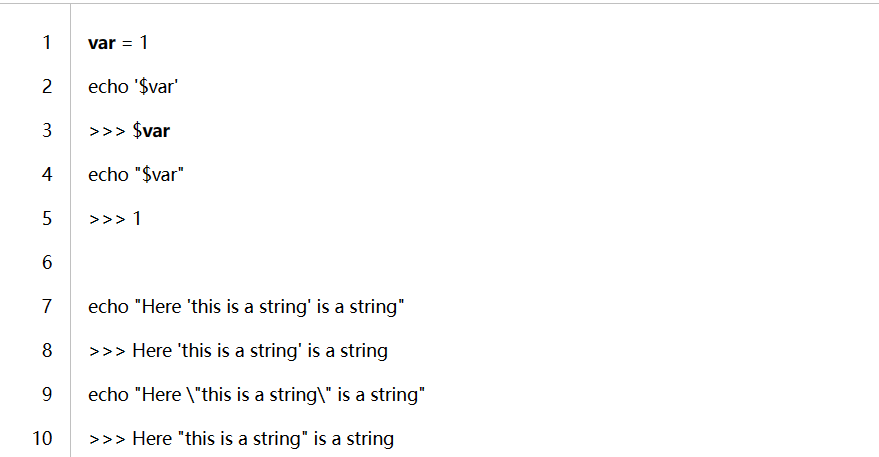 1 var = 1
2 echo '$var'
3 >>> $var
4 echo "$var"
5 >>> 1
6
7 echo "Here 'this is a string' is a string"
8 >>> Here 'this is a string' is a string
9 echo "Here \"this is a string\" is a string"
10 >>> Here "this is a string" is a string